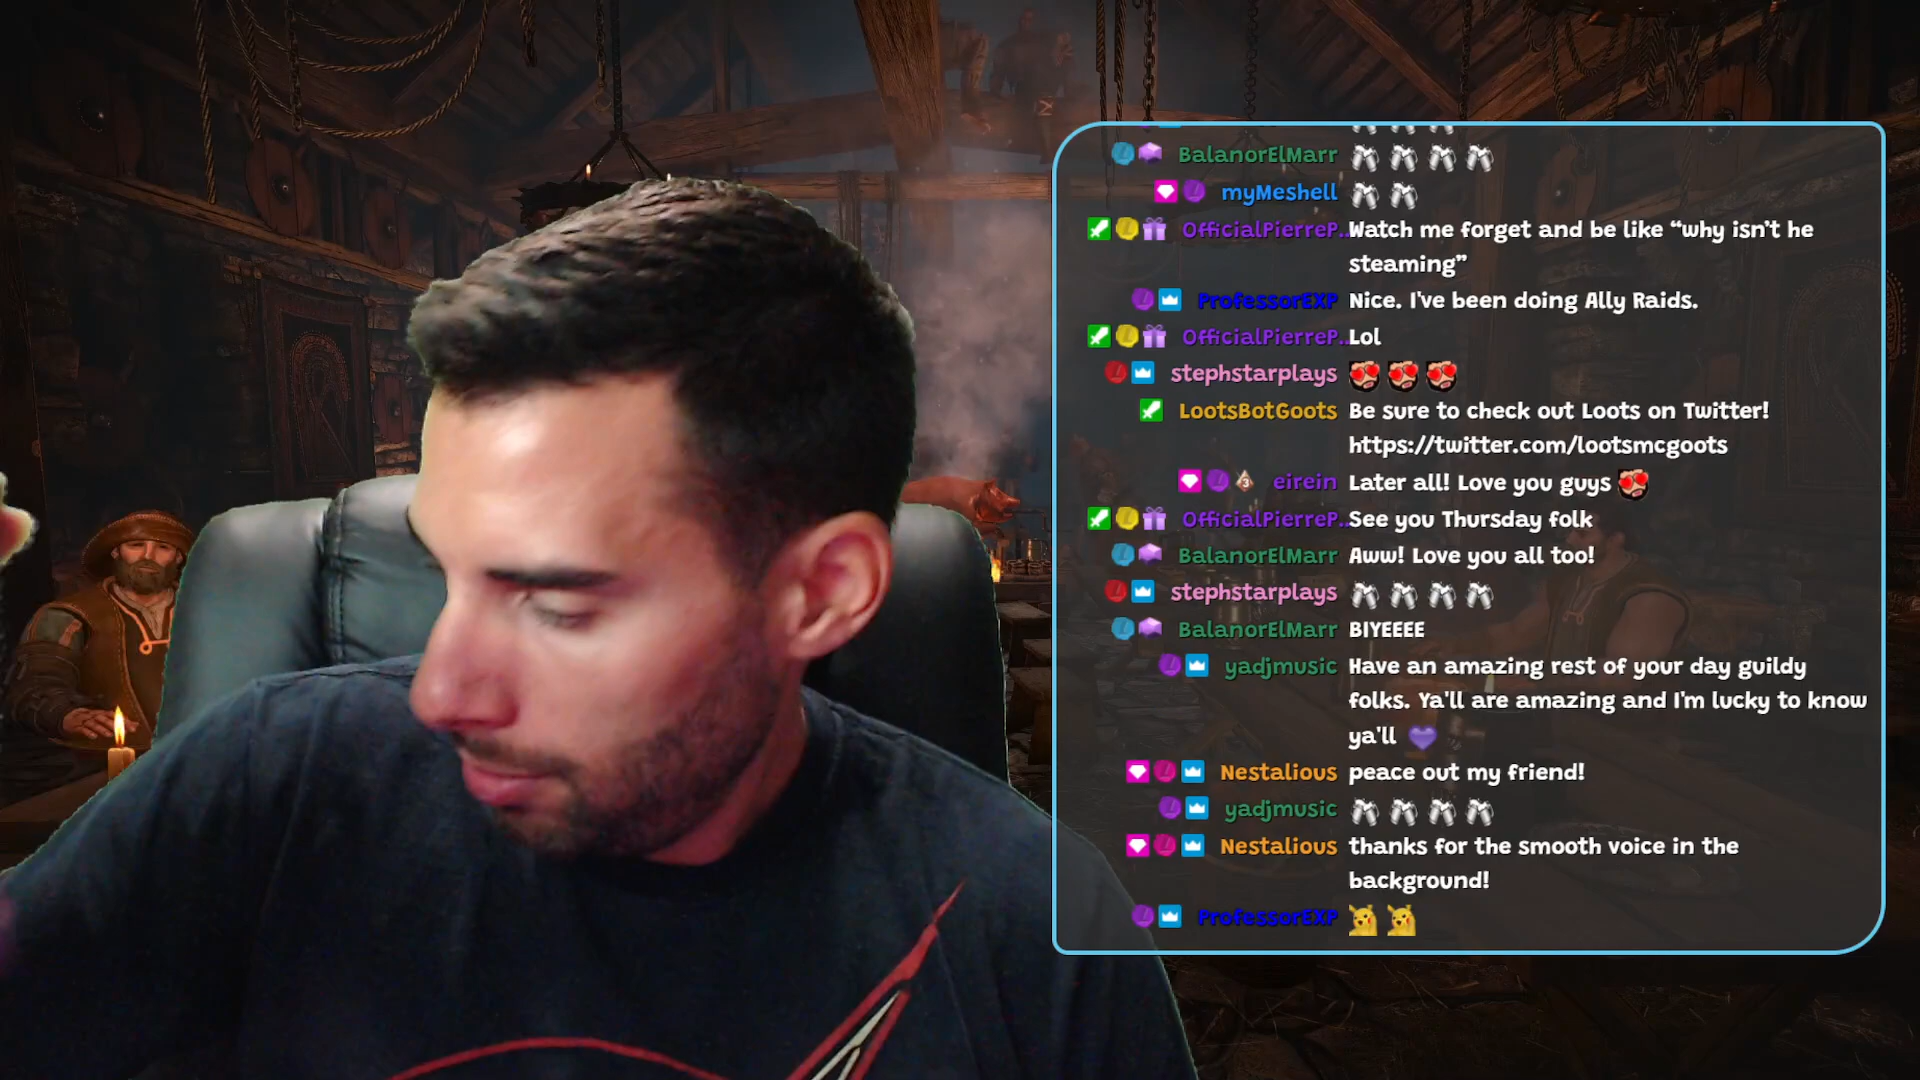 BalanorElMarr
myMeshell
OfficialPierreP.. Watch me forget and be like “why isn’t he
steaming”
ProfessorEXP Nice. I've been doing Ally Raids.
OfficialPierreP.. Lol
stephstarplays
LootsBotGoots Be sure to check out Loots on Twitter!
https://twitter.com/lootsmcgoots
3 eirein Later all! Love you guys
OfficialPierreP.. See you Thursday folk
BalanorElMarr Aww! Love you all too!
stephstarplays
BalanorElMarr BIYEEEE
yadjmusic Have an amazing rest of your day guildy
folks. Ya'll are amazing and I'm lucky to know
ya'll
Nestalious peace out my friend!
yadjmusic
Nestalious thanks for the smooth voice in the
background!
ProfessorEXP